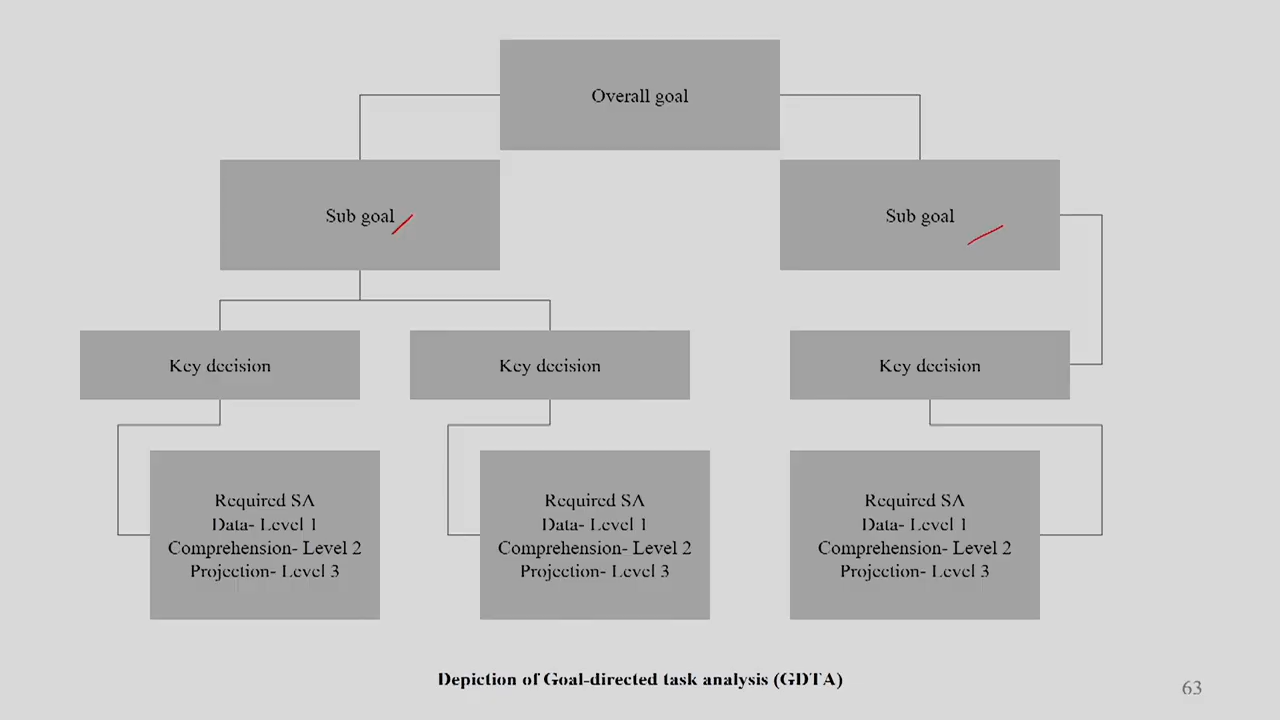 Overall goal
Sub goal
Sub goal
Key decision
Key decision
Key decision
Required SA
Data- Level 1
Comprehension- Level 2
Projection- Level 3
Required SA
Data- Level 1
Comprehension- Level 2
Projection- Level 3
Required SA
Data- Level 1
Comprehension- Level 2
Projection- Level 3
Depiction of Goal-directed task analysis (GDTA)
63